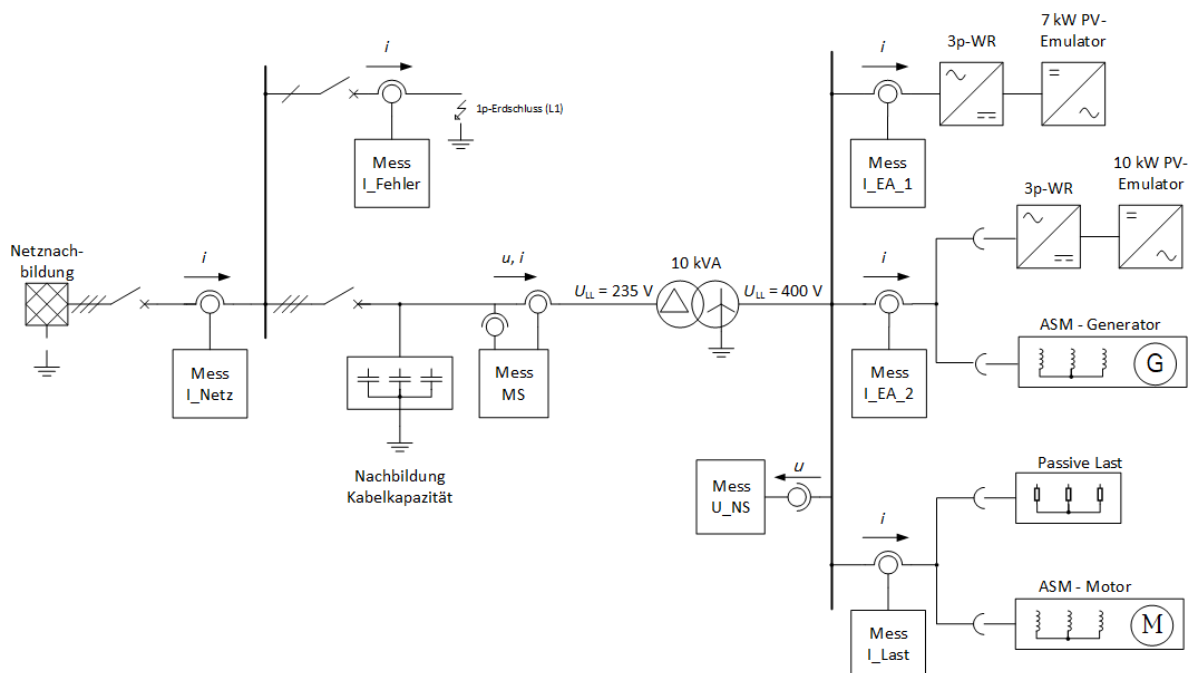 7 kW PV-
Emulator
3p-WR
i
i
1p-Erdschluss (L1)
Mess
I_Fehler
Mess
I_EA_1
10 kW PV-
Emulator
3p-WR
Netznach-
bildung
i
u, i
10 kVA
i
U_LL = 235 V
U_LL = 400 V
ASM - Generator
G
Mess
I_Netz
Mess
MS
Mess
I_EA_2
Nachbildung
Kabelkapazität
Passive Last
u
Mess
U_NS
i
ASM - Motor
M
Mess
I_Last